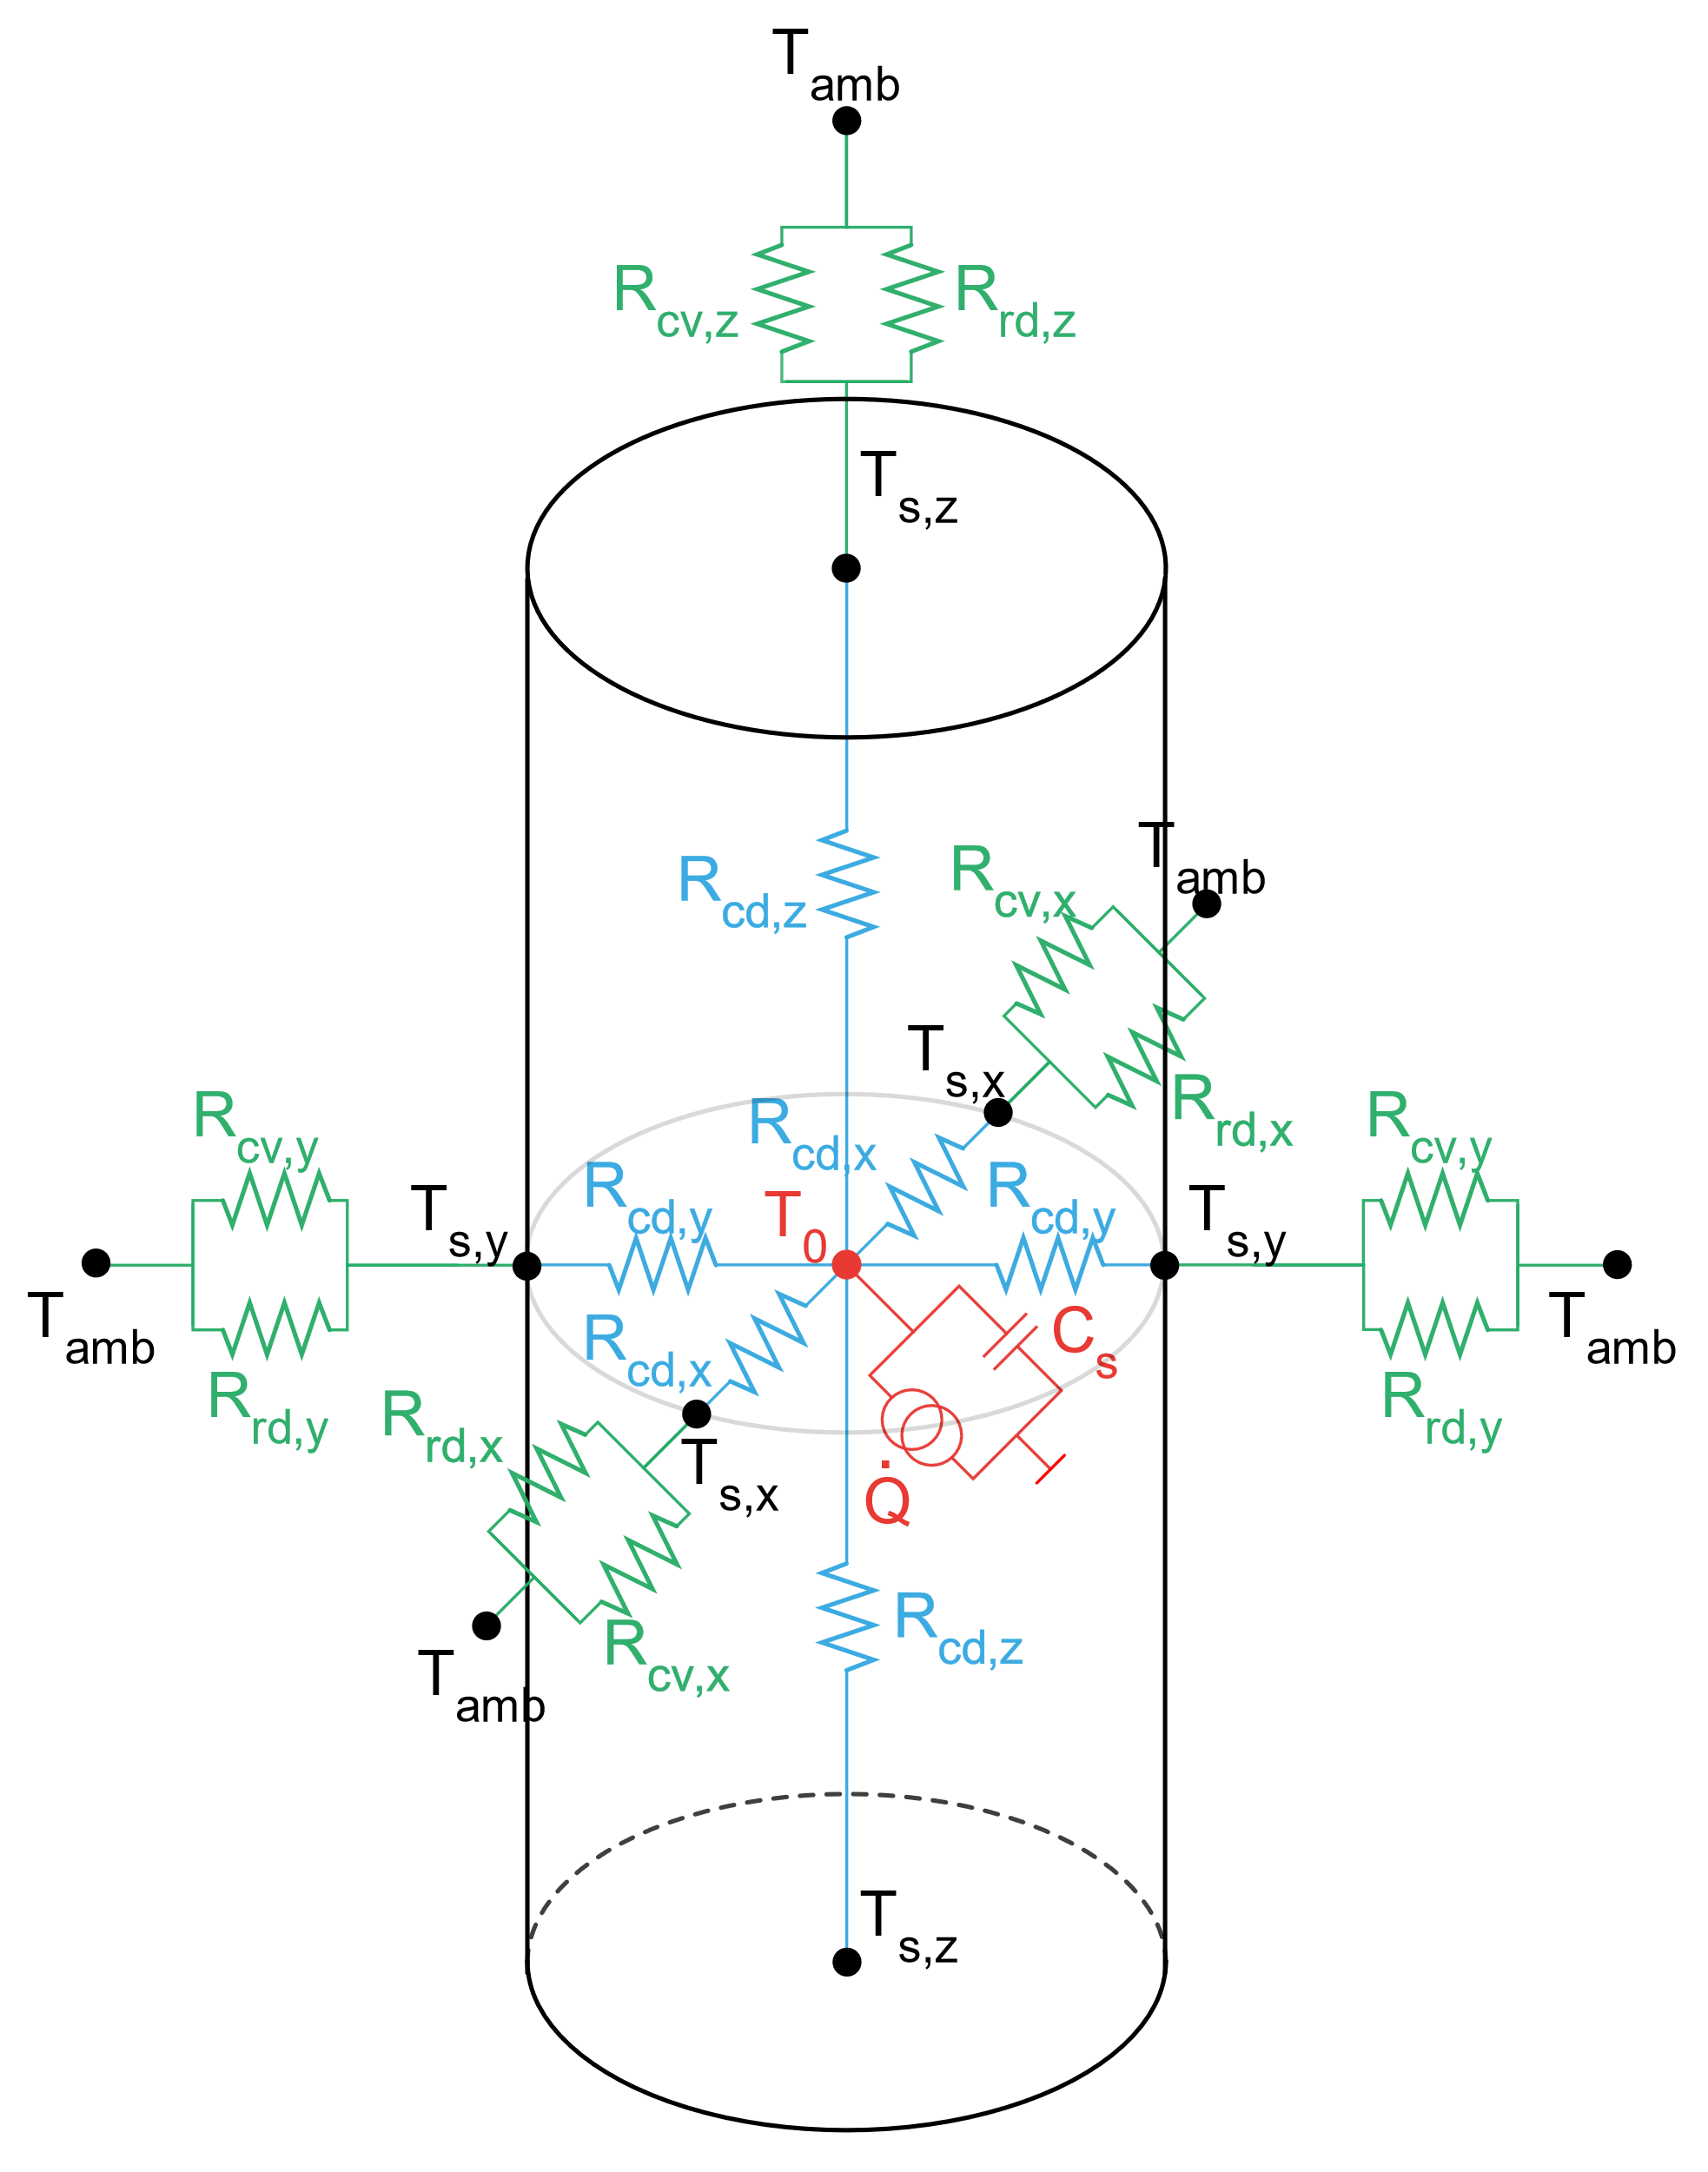 T amb
R cv,z
R rd,z
T s,z
T amb
R cv,x
R cd,z
T s,x
R rd,x
R cv,y
R cd,x
R cv,y
R cd,y
R cd,y
T s,y
T 0
T s,y
T amb
R cd,x
C s
T amb
R rd,y
R rd,x
R rd,y
T s,x
Q̇
R cd,z
R cv,x
T amb
T s,z